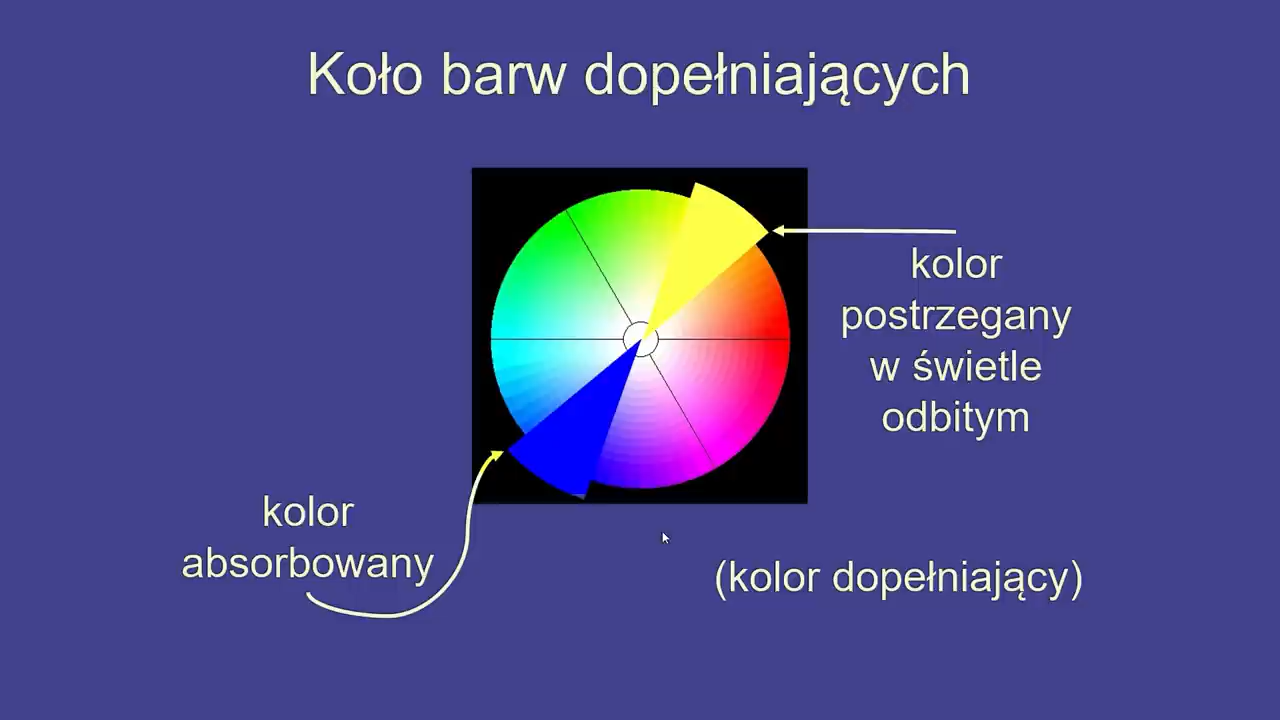 Koło barw dopełniających
kolor
postrzegany
w świetle
odbitym
kolor
absorbowany
(kolor dopełniający)